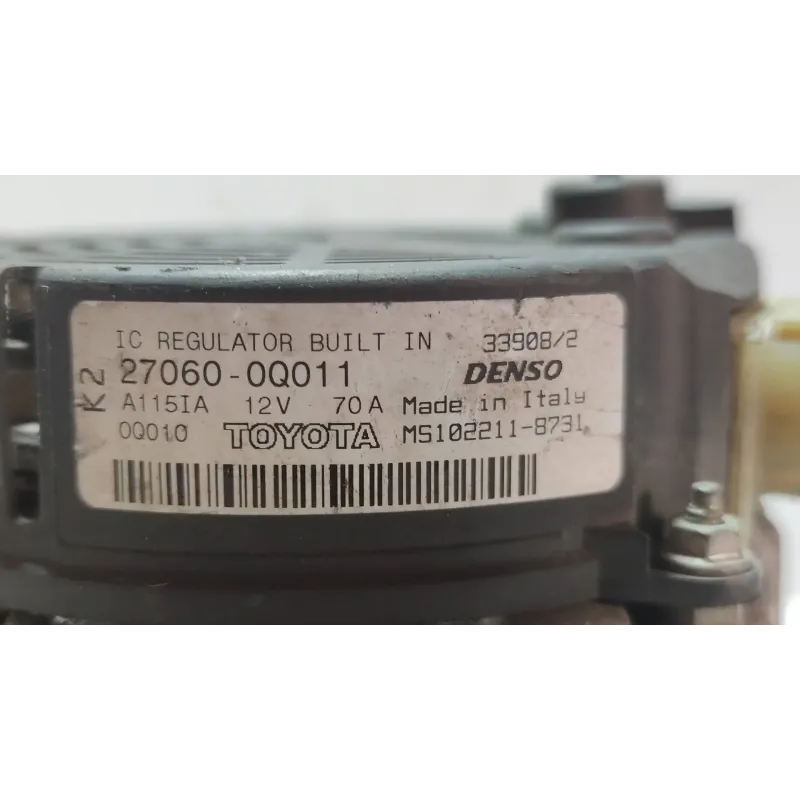 IC REGULATOR BUILT IN 33908/2
K2 27060-0Q011 DENSO
A115IA 12V 70A Made in Italy
0Q010 TOYOTA MS102211-8731